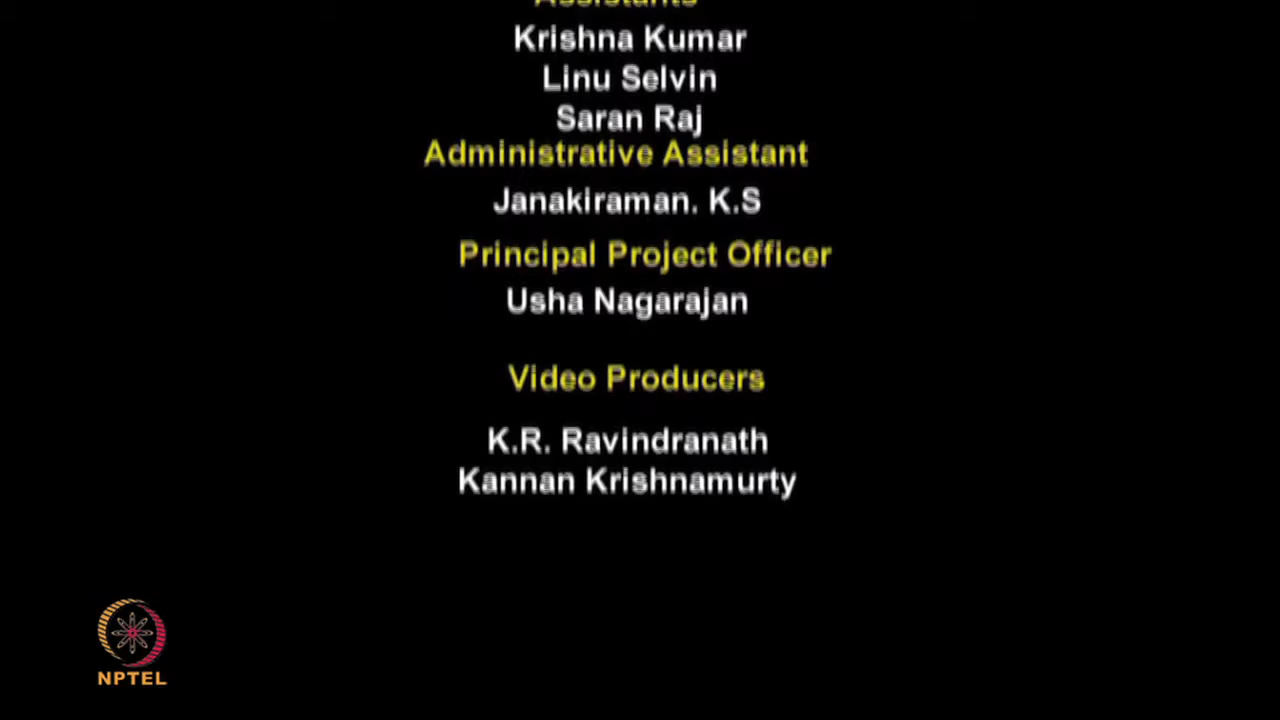 Assistants
Krishna Kumar
Linu Selvin
Saran Raj
Administrative Assistant
Janakiraman. K.S
Principal Project Officer
Usha Nagarajan
Video Producers
K.R. Ravindranath
Kannan Krishnamurty
NPTEL